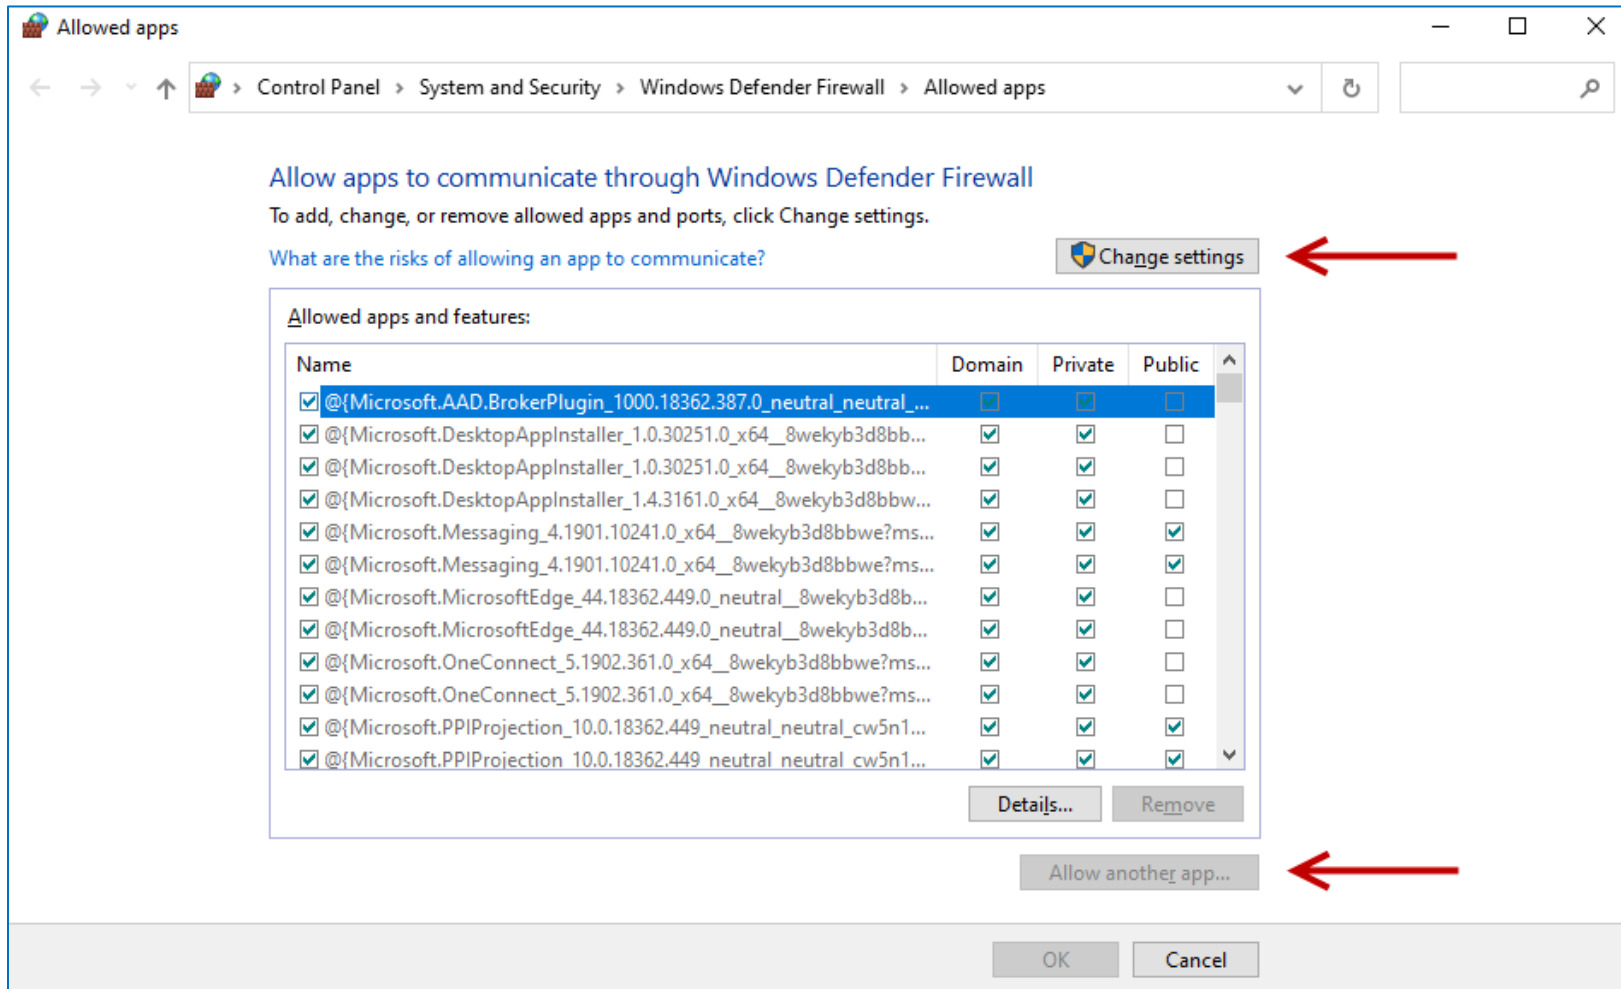 Allowed apps
Control Panel > System and Security > Windows Defender Firewall > Allowed apps
Allow apps to communicate through Windows Defender Firewall
To add, change, or remove allowed apps and ports, click Change settings.
What are the risks of allowing an app to communicate?
Change settings
Allowed apps and features:
Name Domain Private Public
@{Microsoft.AAD.BrokerPlugin_1000.18362.387.0_neutral_neutral_...
@{Microsoft.DesktopAppInstaller_1.0.30251.0_x64__8wekyb3d8bb...
@{Microsoft.DesktopAppInstaller_1.0.30251.0_x64__8wekyb3d8bb...
@{Microsoft.DesktopAppInstaller_1.4.3161.0_x64__8wekyb3d8bbw...
@{Microsoft.Messaging_4.1901.10241.0_x64__8wekyb3d8bbwe?ms...
@{Microsoft.Messaging_4.1901.10241.0_x64__8wekyb3d8bbwe?ms...
@{Microsoft.MicrosoftEdge_44.18362.449.0_neutral__8wekyb3d8b...
@{Microsoft.MicrosoftEdge_44.18362.449.0_neutral__8wekyb3d8b...
@{Microsoft.OneConnect_5.1902.361.0_x64__8wekyb3d8bbwe?ms...
@{Microsoft.OneConnect_5.1902.361.0_x64__8wekyb3d8bbwe?ms...
@{Microsoft.PPIProjection_10.0.18362.449_neutral_neutral_cw5n1...
@{Microsoft.PPIProjection_10.0.18362.449_neutral_neutral_cw5n1...
Details... Remove
Allow another app...
OK Cancel